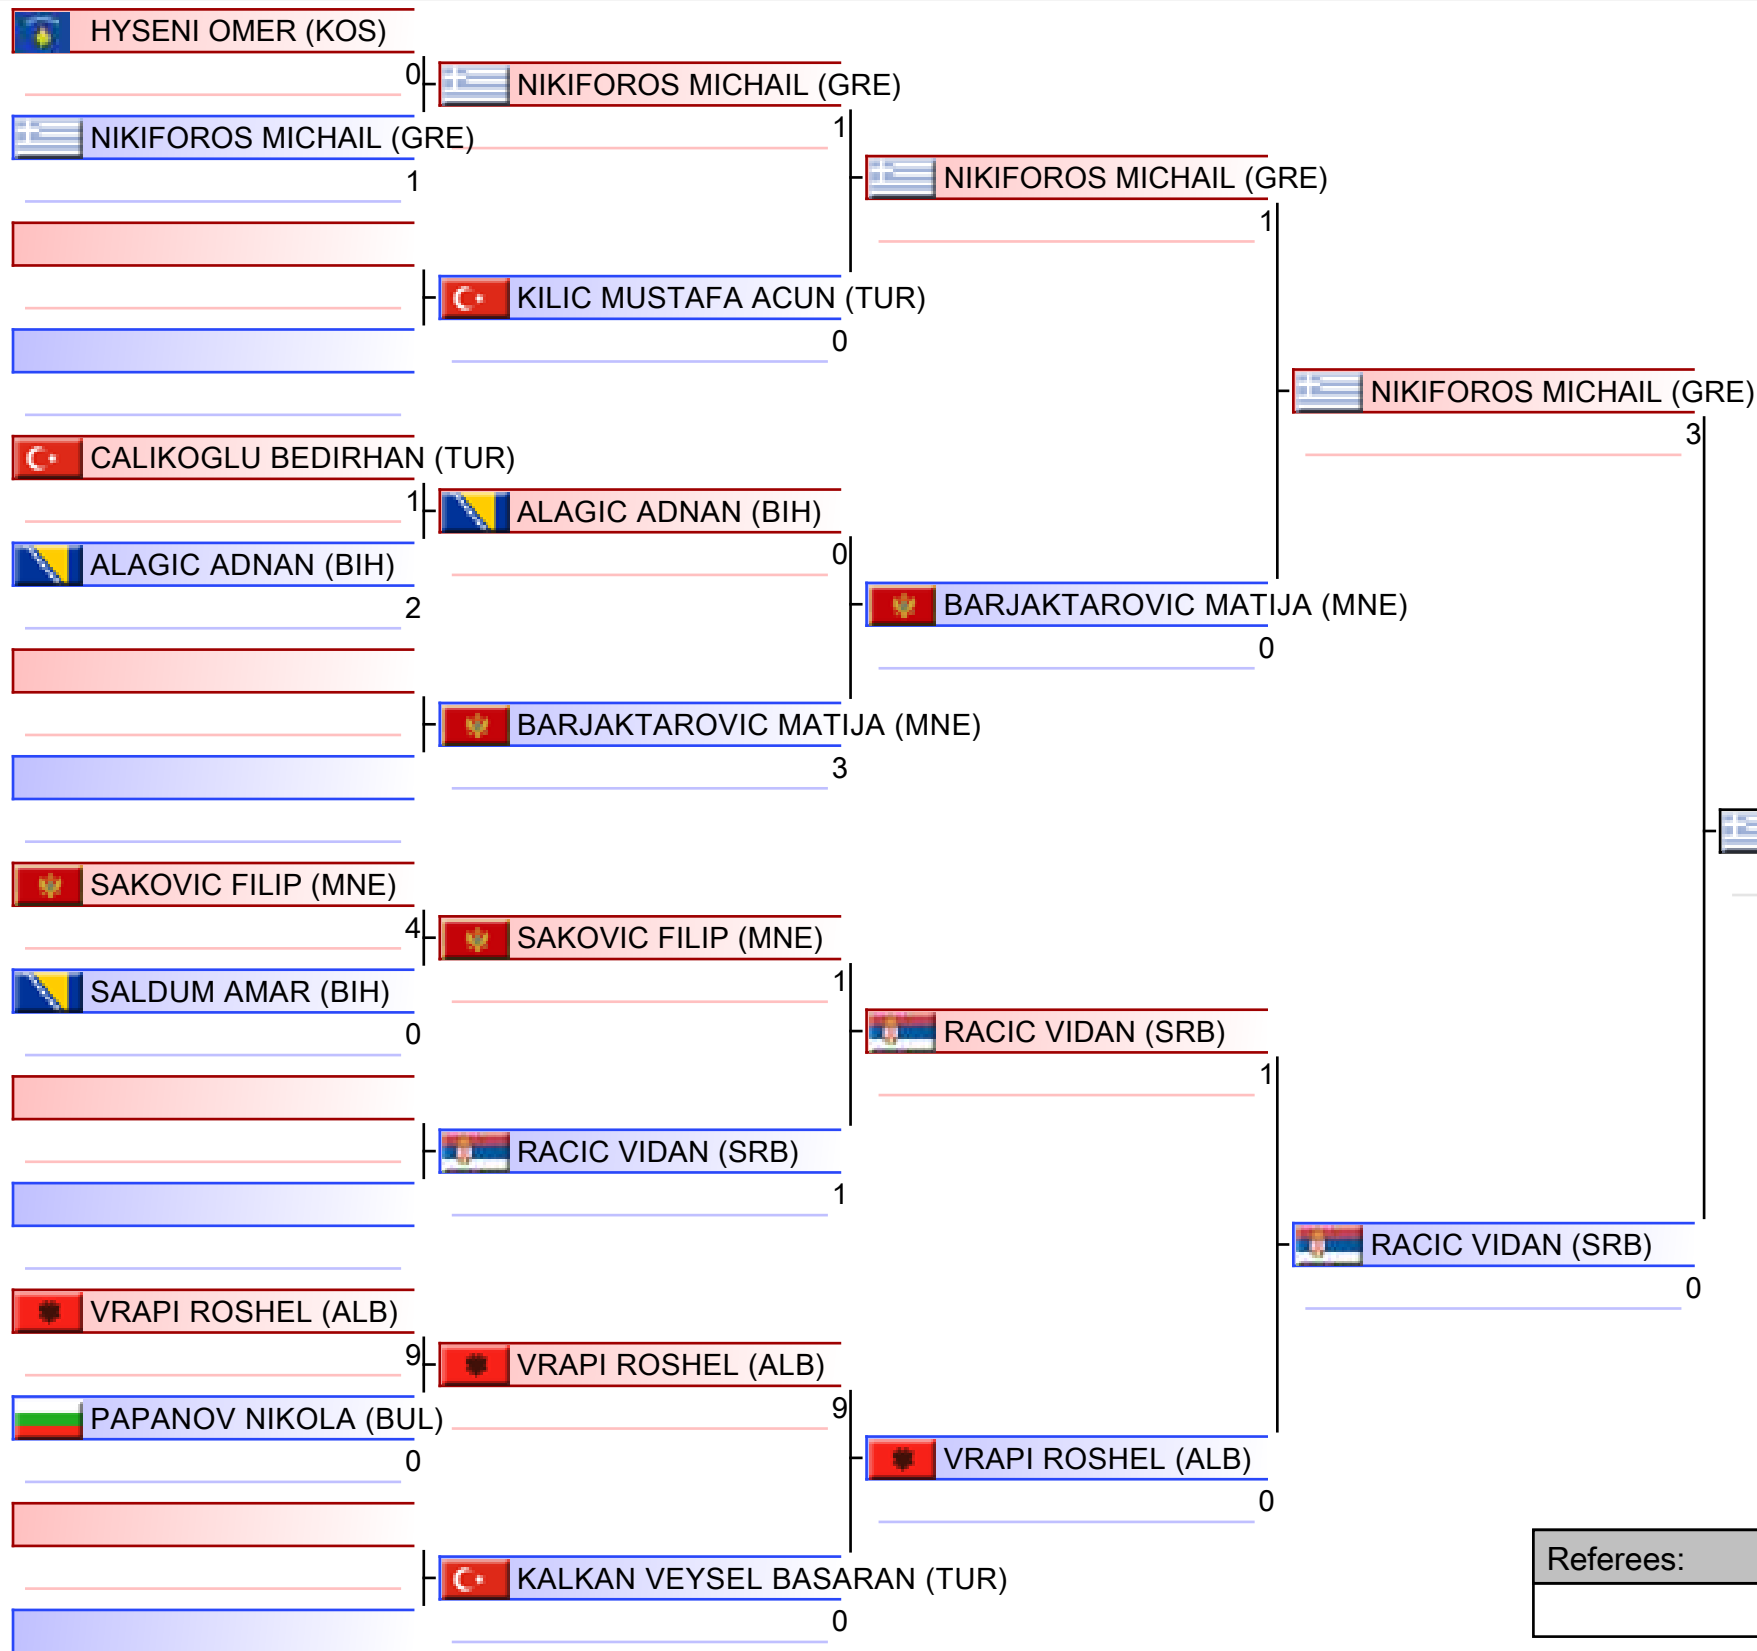 HYSENI OMER (KOS)
0
NIKIFOROS MICHAIL (GRE)
1
CALIKOGLU BEDIRHAN (TUR)
1
ALAGIC ADNAN (BIH)
2
SAKOVIC FILIP (MNE)
4
SALDUM AMAR (BIH)
0
VRAPI ROSHEL (ALB)
9
PAPANOV NIKOLA (BUL)
0
NIKIFOROS MICHAIL (GRE)
1
KILIC MUSTAFA ACUN (TUR)
0
ALAGIC ADNAN (BIH)
0
BARJAKTAROVIC MATIJA (MNE)
3
SAKOVIC FILIP (MNE)
1
RACIC VIDAN (SRB)
1
VRAPI ROSHEL (ALB)
9
KALKAN VEYSEL BASARAN (TUR)
0
NIKIFOROS MICHAIL (GRE)
1
BARJAKTAROVIC MATIJA (MNE)
0
RACIC VIDAN (SRB)
1
VRAPI ROSHEL (ALB)
0
NIKIFOROS MICHAIL (GRE)
3
RACIC VIDAN (SRB)
0
Referees: